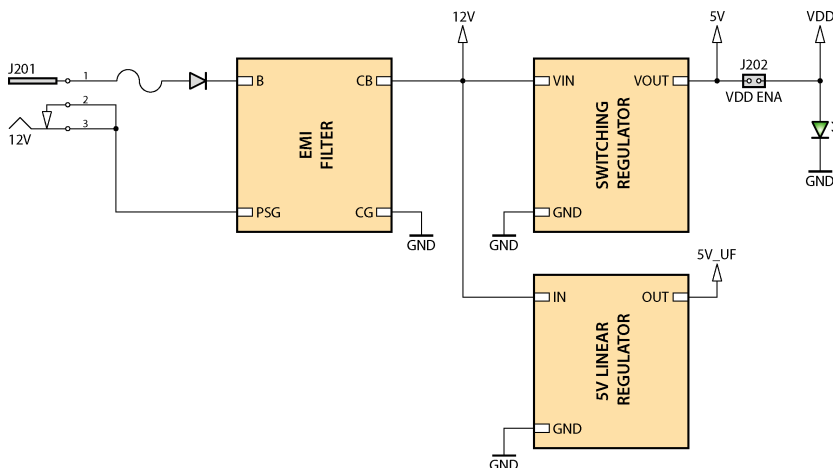 12V
5V
VDD
J201
1
2
3
12V
B
CB
PSG
CG
EMI
FILTER
GND
VIN
VOUT
GND
SWITCHING
REGULATOR
GND
J202
VDD ENA
GND
5V_UF
IN
OUT
GND
5V LINEAR
REGULATOR
GND